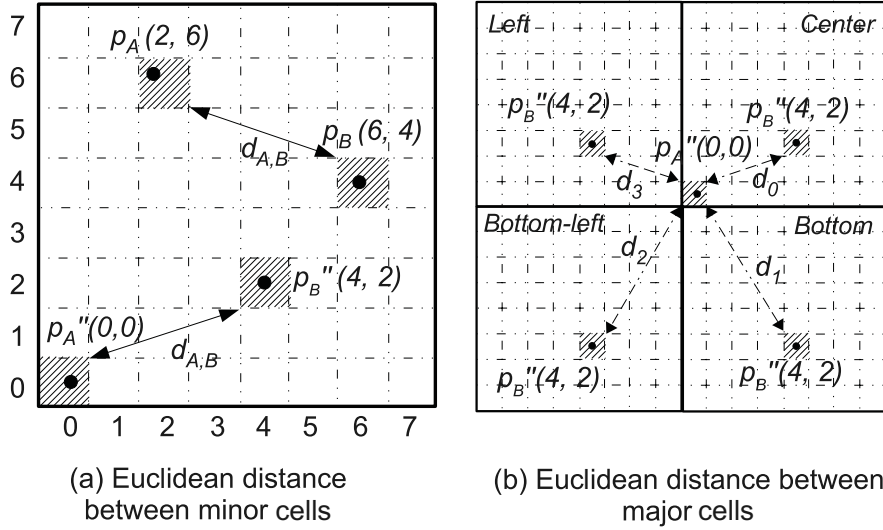 7
6
5
4
3
2
1
0
p_A (2, 6)
p_B (6, 4)
d_{A,B}
p_B'' (4, 2)
p_A''(0,0)
d_{A,B}
0 1 2 3 4 5 6 7
(a) Euclidean distance
between minor cells
Left
Center
p_B''(4, 2)
p_B''(4, 2)
p_A''(0,0)
d_3
d_0
Bottom-left
Bottom
d_2
d_1
p_B''(4, 2)
p_B''(4, 2)
(b) Euclidean distance between
major cells